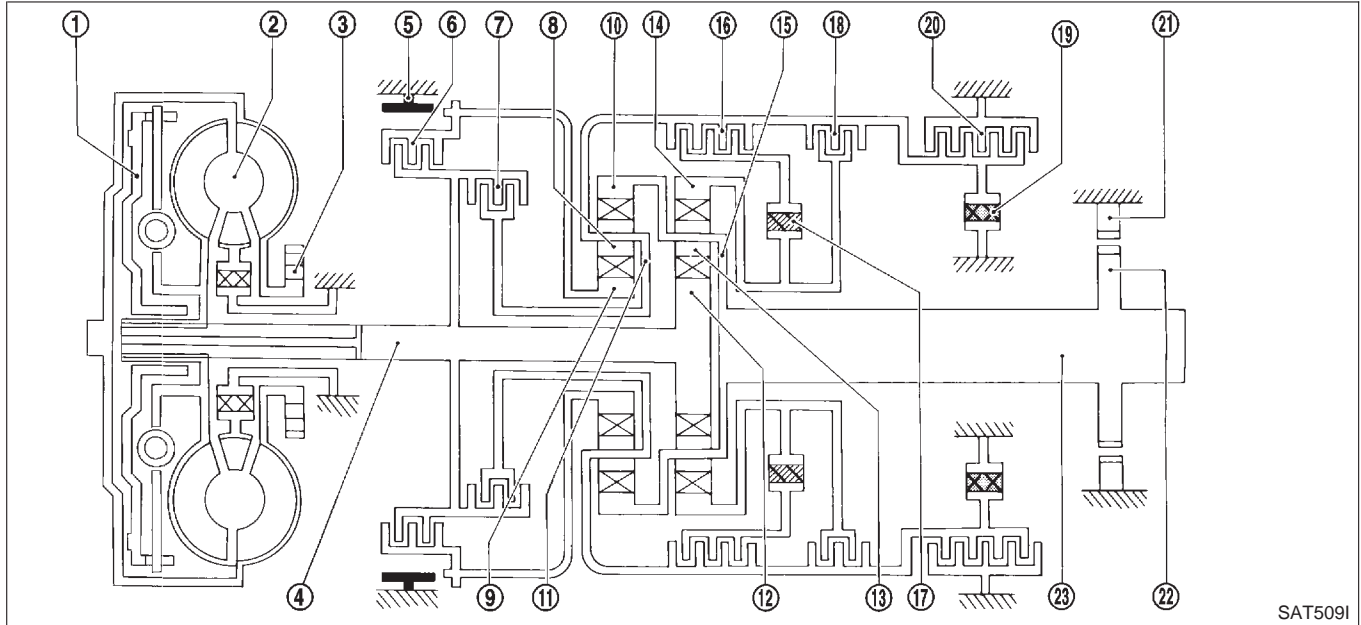 ① ② ③ ⑤ ⑥ ⑦ ⑧ ⑩ ⑭ ⑯ ⑮ ⑱ ⑳ ⑲ ㉑
④ ⑨ ⑪ ⑫ ⑬ ⑰ ㉓ ㉒
SAT509I